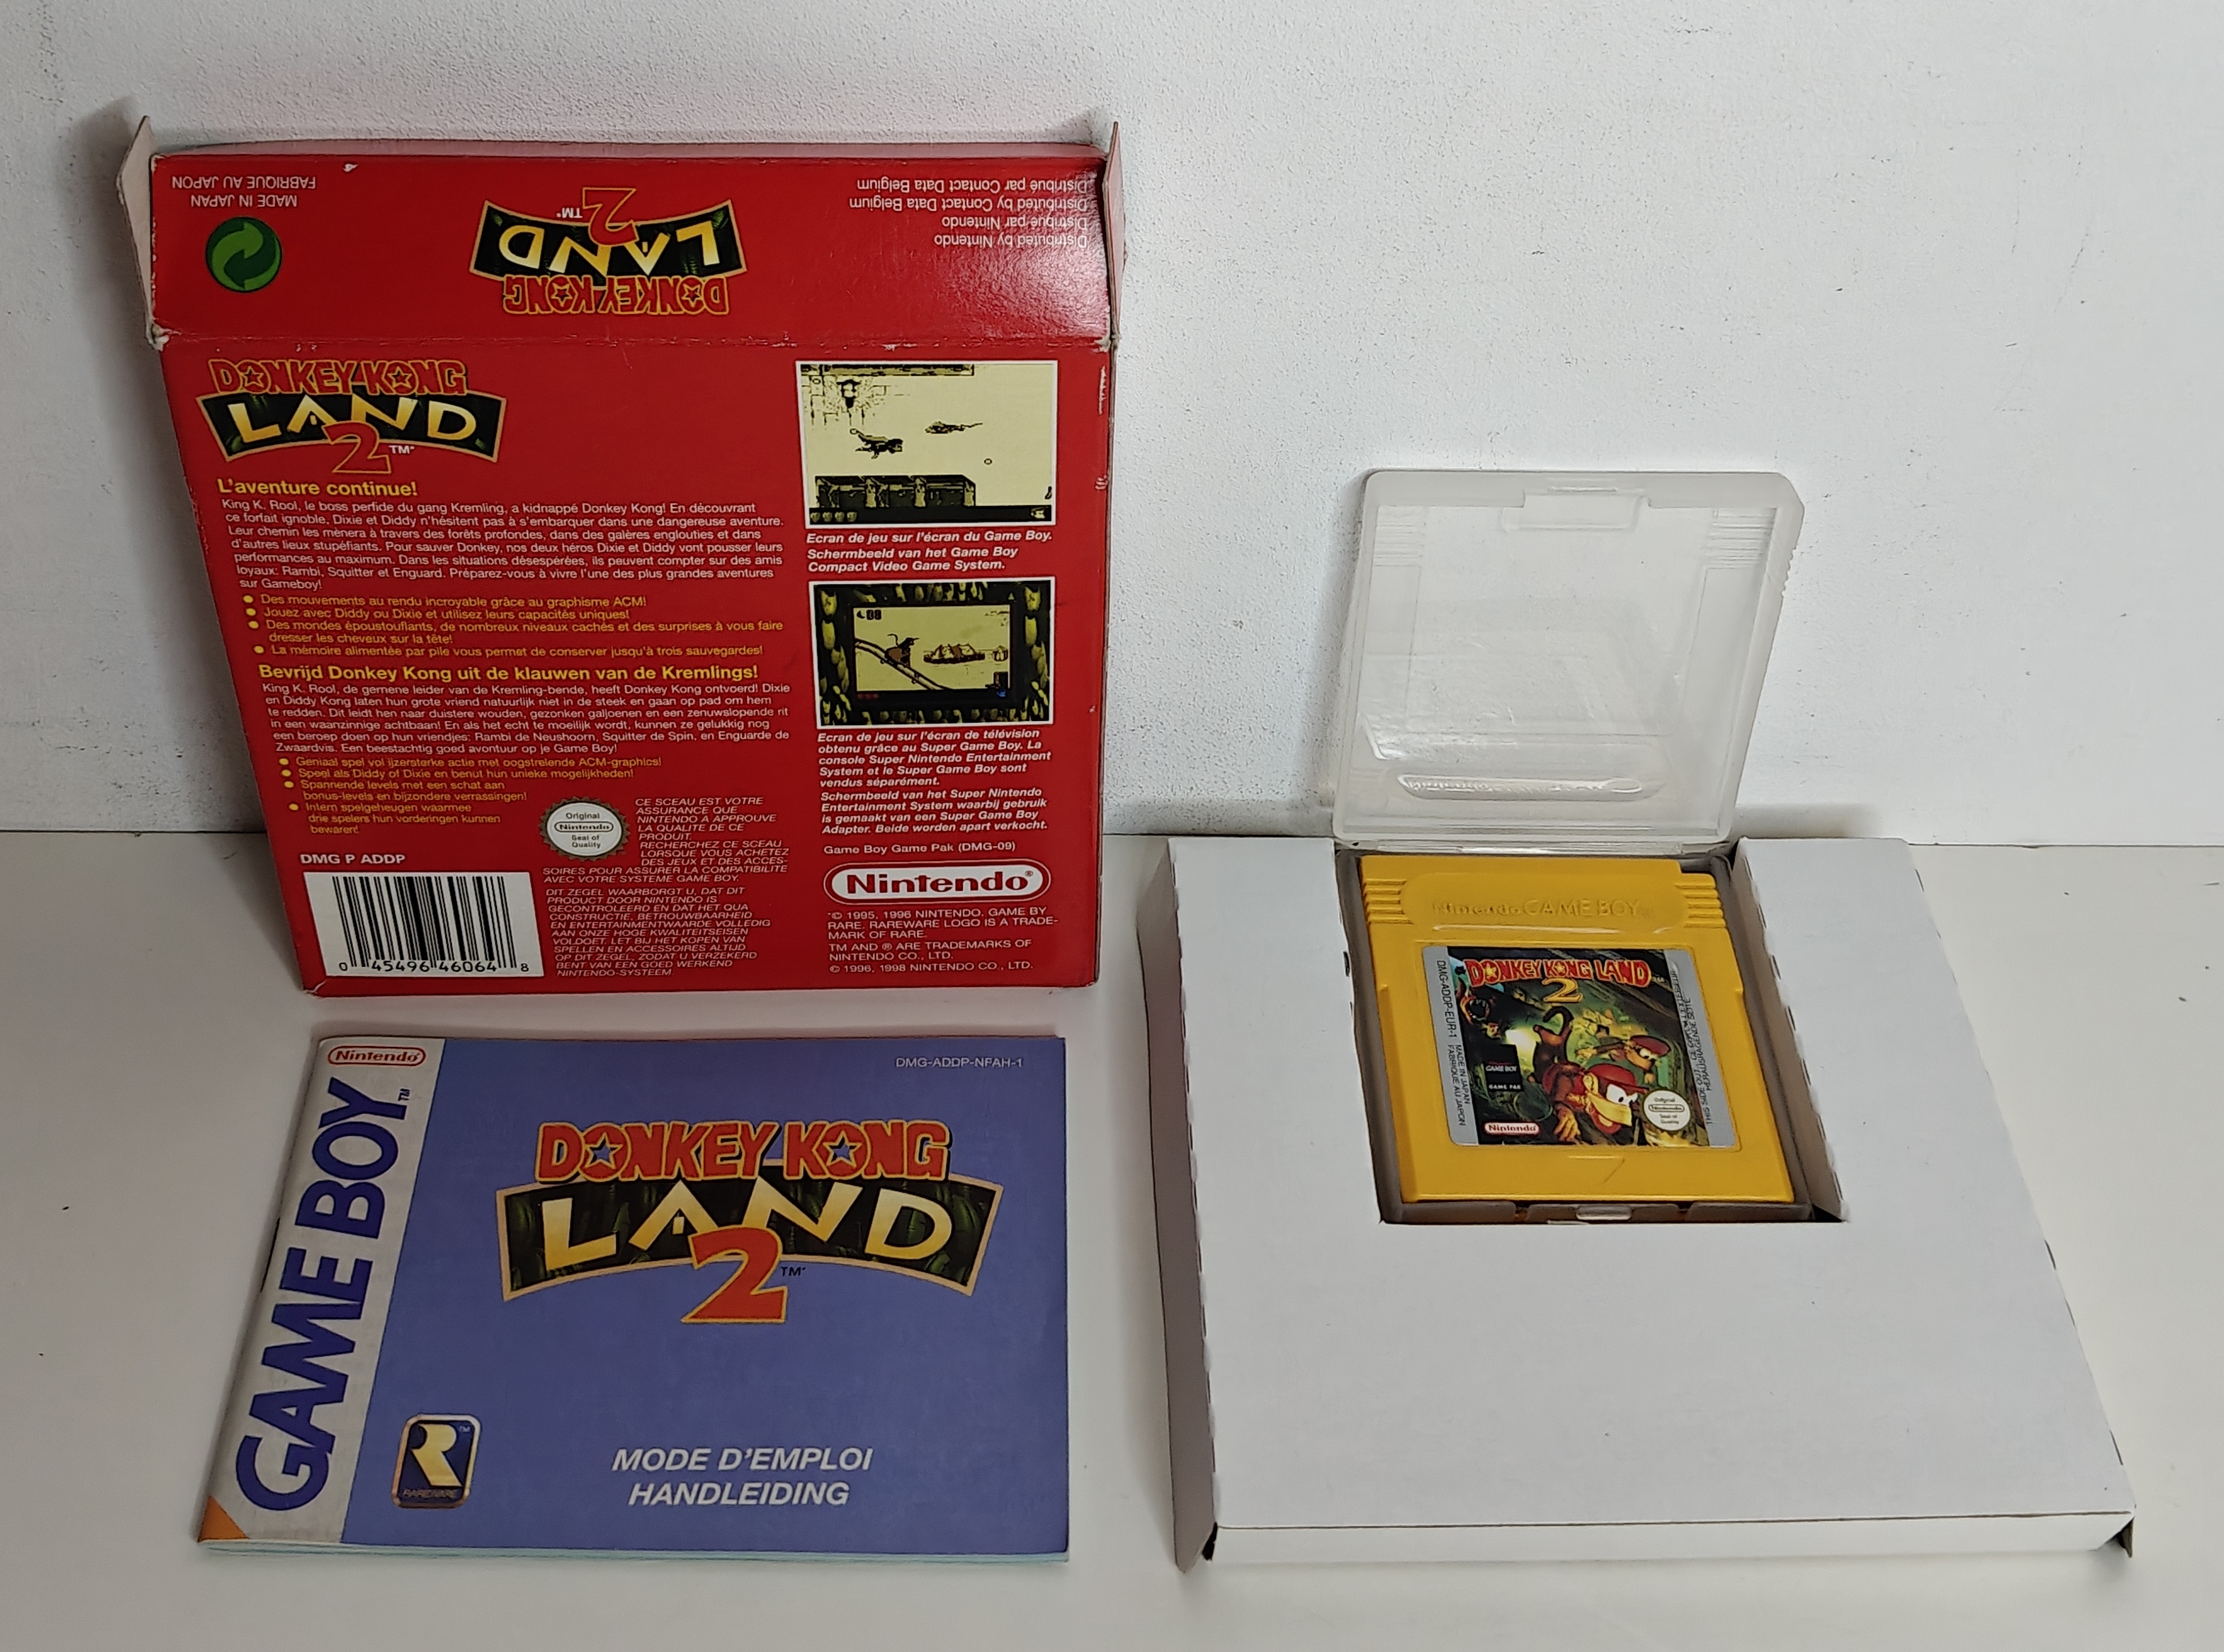 MADE IN JAPAN
FABRIQUÉ AU JAPON
DONKEY KONG
LAND
2™
Distributed by Nintendo
Distribué par Nintendo
Distributed by Contact Data Belgium
Distribué par Contact Data Belgium
DONKEY KONG
LAND
2™
L'aventure continue!
King K. Rool, le boss perfide du gang Kremling, a kidnappé Donkey Kong! En découvrant
ce forfait ignoble, Dixie et Diddy n'hésitent pas à s'embarquer dans une dangereuse aventure.
Leur chemin les mènera à travers des forêts profondes, dans des galères englouties et dans
d'autres lieux stupéfiants. Pour sauver Donkey, nos deux héros Dixie et Diddy vont pousser leurs
performances au maximum. Dans les situations désespérées, ils peuvent compter sur des amis
loyaux: Rambi, Squitter et Enguard. Préparez-vous à vivre l'une des plus grandes aventures
sur Gameboy!
● Des mouvements au rendu incroyable grâce au graphisme ACM!
● Jouez avec Diddy ou Dixie et utilisez leurs capacités uniques!
● Des mondes époustouflants, de nombreux niveaux cachés et des surprises à vous faire
dresser les cheveux sur la tête!
● La mémoire alimentée par pile vous permet de conserver jusqu'à trois sauvegardes!
Bevrijd Donkey Kong uit de klauwen van de Kremlings!
King K. Rool, de gemene leider van de Kremling-bende, heeft Donkey Kong ontvoerd! Dixie
en Diddy Kong laten hun grote vriend natuurlijk niet in de steek en gaan op pad om hem
te redden. Dit leidt hen naar duistere wouden, gezonken galjoenen en een zenuwslopende rit
in een waanzinnige achtbaan! En als het echt te moeilijk wordt, kunnen ze gelukkig nog
een beroep doen op hun vriendjes: Rambi de Neushoorn, Squitter de Spin, en Enguarde de
Zwaardvis. Een beestachtig goed avontuur op je Game Boy!
● Geniaal spel vol ijzersterke actie met oogstrelende ACM-graphics!
● Speel als Diddy of Dixie en benut hun unieke mogelijkheden!
● Spannende levels met een schat aan
bonus-levels en bijzondere verrassingen!
● Intern spelgeheugen waarmee
drie spelers hun vorderingen kunnen
bewaren!
DMG P ADDP
0 45496 46064 8
Original
Nintendo
Seal of
Quality
CE SCEAU EST VOTRE
ASSURANCE QUE
NINTENDO A APPROUVE
LA QUALITE DE CE
PRODUIT.
RECHERCHEZ CE SCEAU
LORSQUE VOUS ACHETEZ
DES JEUX ET DES ACCES-
SOIRES POUR ASSURER LA COMPATIBILITE
AVEC VOTRE SYSTEME GAME BOY.
DIT ZEGEL WAARBORGT U, DAT DIT
PRODUCT DOOR NINTENDO IS
GECONTROLEERD EN DAT HET QUA
CONSTRUCTIE, BETROUWBAARHEID
EN ENTERTAINMENTWAARDE VOLLEDIG
AAN ONZE HOGE KWALITEITSEISEN
VOLDOET. LET BIJ HET KOPEN VAN
SPELLEN EN ACCESSOIRES ALTIJD
OP DIT ZEGEL, ZODAT U VERZEKERD
BENT VAN EEN GOED WERKEND
NINTENDO-SYSTEEM
Ecran de jeu sur l'écran du Game Boy.
Schermbeeld van het Game Boy
Compact Video Game System.
Ecran de jeu sur l'écran de télévision
obtenu grâce au Super Game Boy. La
console Super Nintendo Entertainment
System et le Super Game Boy sont
vendus séparément.
Schermbeeld van het Super Nintendo
Entertainment System waarbij gebruik
is gemaakt van een Super Game Boy
Adapter. Beide worden apart verkocht.
Game Boy Game Pak (DMG-09)
Nintendo®
© 1995, 1996 NINTENDO. GAME BY
RARE. RAREWARE LOGO IS A TRADE-
MARK OF RARE.
TM AND ® ARE TRADEMARKS OF
NINTENDO CO., LTD.
© 1996, 1998 NINTENDO CO., LTD.
Nintendo
GAME BOY™
DMG-ADDP-NFAH-1
DONKEY KONG
LAND
2™
RAREWARE
MODE D'EMPLOI
HANDLEIDING
Nintendo
Nintendo GAME BOY
DONKEY KONG LAND
2
DMG-ADDP-EUR-1
MADE IN JAPAN
FABRIQUÉ AU JAPON
GAME BOY
GAME PAK
Nintendo
Original
Nintendo
Seal of
Quality
THIS SIDE OUT